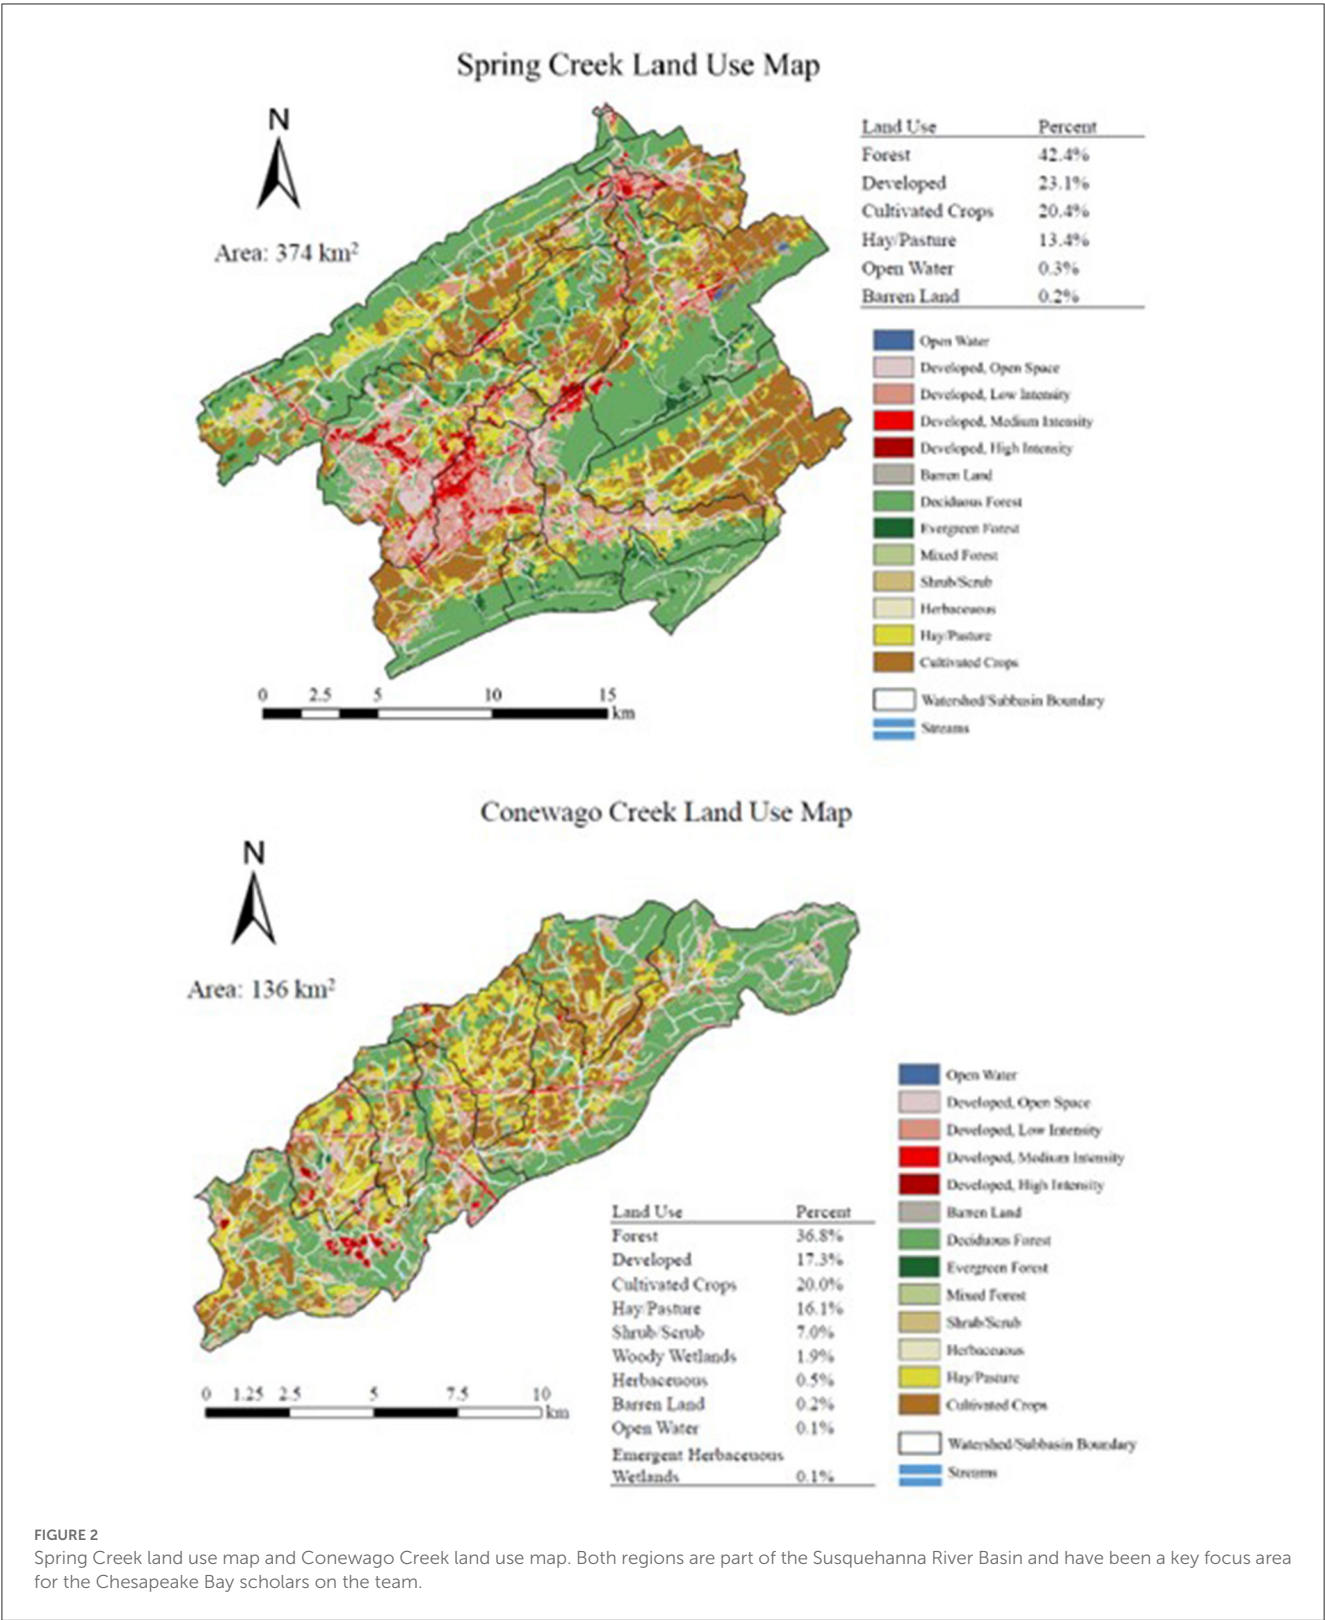 Spring Creek Land Use Map
N
Area: 374 km²
Land Use Percent
Forest 42.4%
Developed 23.1%
Cultivated Crops 20.4%
Hay/Pasture 13.4%
Open Water 0.3%
Barren Land 0.2%
Open Water
Developed, Open Space
Developed, Low Intensity
Developed, Medium Intensity
Developed, High Intensity
Barren Land
Deciduous Forest
Evergreen Forest
Mixed Forest
Shrub/Scrub
Herbaceuous
Hay/Pasture
Cultivated Crops
Watershed/Subbasin Boundary
Streams
0 2.5 5 10 15
km
Conewago Creek Land Use Map
N
Area: 136 km²
Open Water
Developed, Open Space
Developed, Low Intensity
Developed, Medium Intensity
Developed, High Intensity
Barren Land
Deciduous Forest
Evergreen Forest
Mixed Forest
Shrub/Scrub
Herbaceuous
Hay/Pasture
Cultivated Crops
Watershed/Subbasin Boundary
Streams
Land Use Percent
Forest 36.8%
Developed 17.3%
Cultivated Crops 20.0%
Hay/Pasture 16.1%
Shrub/Scrub 7.0%
Woody Wetlands 1.9%
Herbaceuous 0.5%
Barren Land 0.2%
Open Water 0.1%
Emergent Herbaceuous
Wetlands 0.1%
0 1.25 2.5 5 7.5 10
km
FIGURE 2
Spring Creek land use map and Conewago Creek land use map. Both regions are part of the Susquehanna River Basin and have been a key focus area
for the Chesapeake Bay scholars on the team.